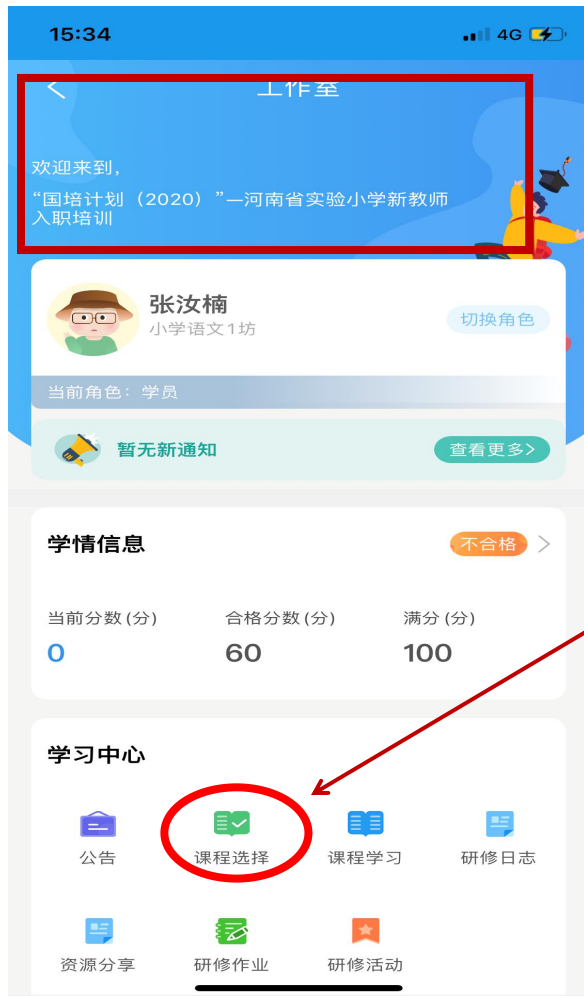 15:34
4G
工作室
欢迎来到，
“国培计划（2020）”—河南省实验小学新教师
入职培训
张汝楠
小学语文1坊
切换角色
当前角色：学员
暂无新通知
查看更多>
学情信息
不合格
当前分数(分)
合格分数(分)
满分(分)
0
60
100
学习中心
公告
课程选择
课程学习
研修日志
资源分享
研修作业
研修活动